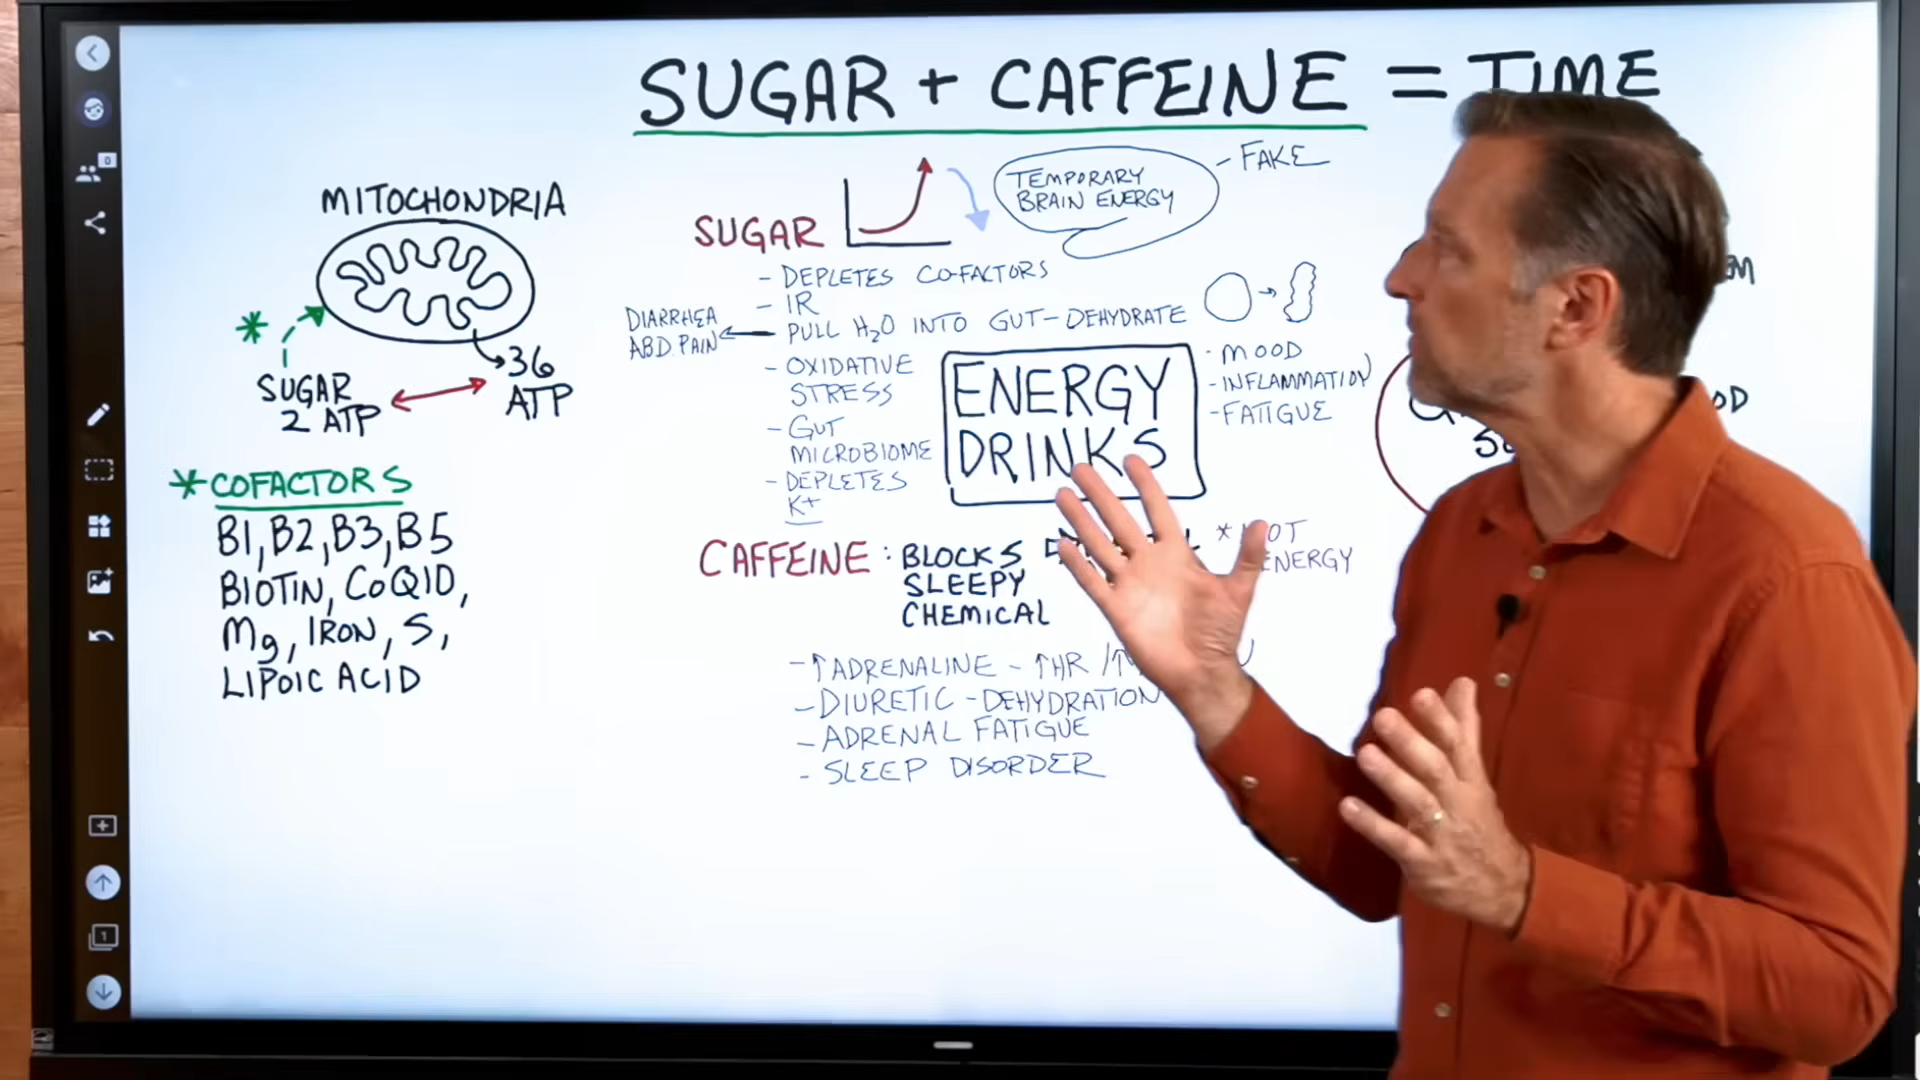 SUGAR + CAFFEINE = TIME
MITOCHONDRIA
SUGAR
2 ATP
36
ATP
* COFACTORS
B1, B2, B3, B5
BIOTIN, COQ10,
Mg, IRON, S,
LIPOIC ACID
SUGAR
TEMPORARY
BRAIN ENERGY
- FAKE
- DEPLETES CO-FACTORS
- IR
- PULL H2O INTO GUT - DEHYDRATE
DIARRHEA
ABD. PAIN
- OXIDATIVE
STRESS
- GUT
MICROBIOME
- DEPLETES
K+
ENERGY
DRINKS
- MOOD
- INFLAMMATION
- FATIGUE
CAFFEINE : BLOCKS
SLEEPY
CHEMICAL
* NOT
ENERGY
- ↑ADRENALINE - ↑HR /↑
- DIURETIC - DEHYDRATION
- ADRENAL FATIGUE
- SLEEP DISORDER
0
1